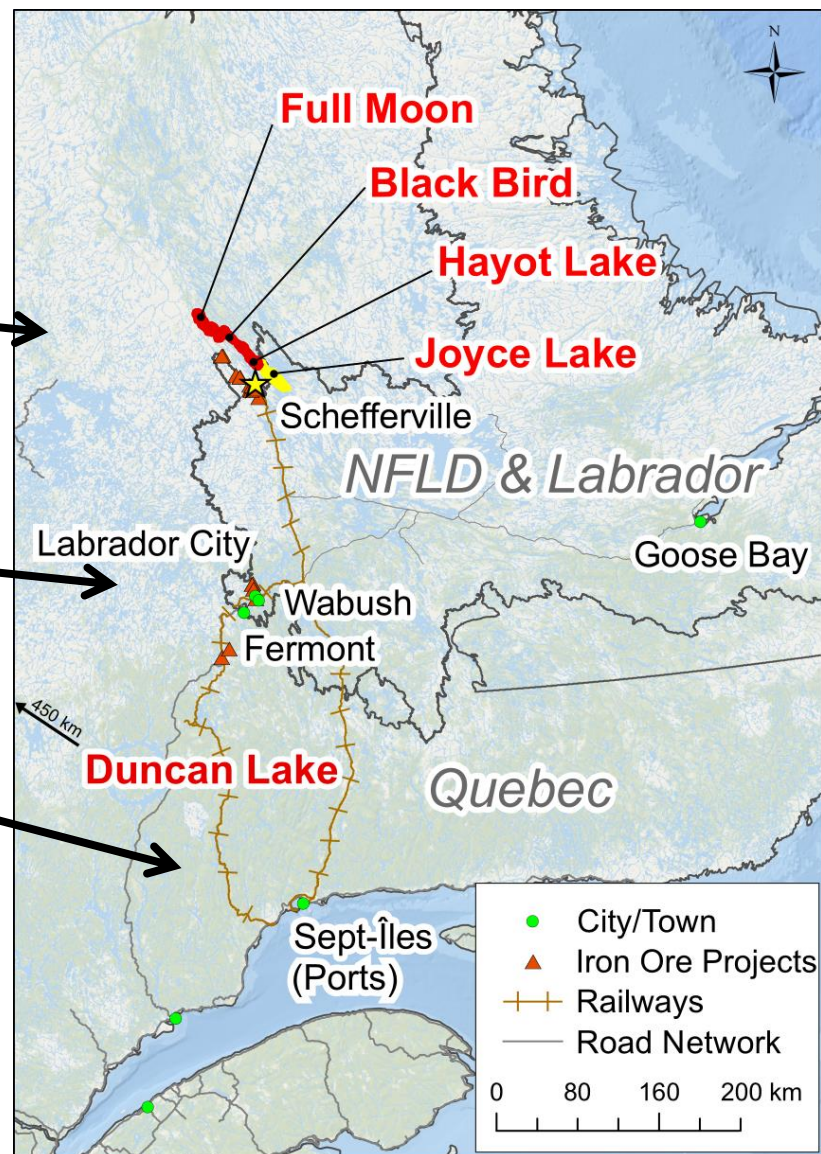 N
Full Moon
Black Bird
Hayot Lake
Joyce Lake
Schefferville
NFLD & Labrador
Goose Bay
Labrador City
Wabush
Fermont
450 km
Duncan Lake
Quebec
Sept-Îles
(Ports)
City/Town
Iron Ore Projects
Railways
Road Network
0 80 160 200 km